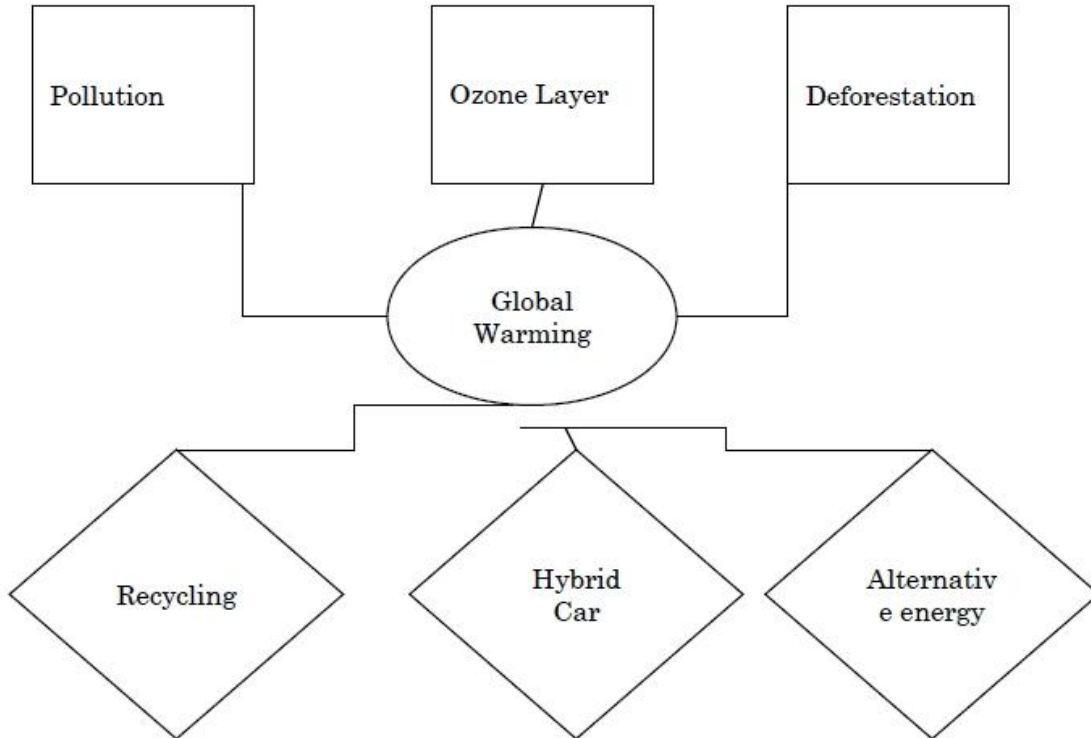 Pollution
Ozone Layer
Deforestation
Global
Warming
Recycling
Hybrid
Car
Alternativ
e energy